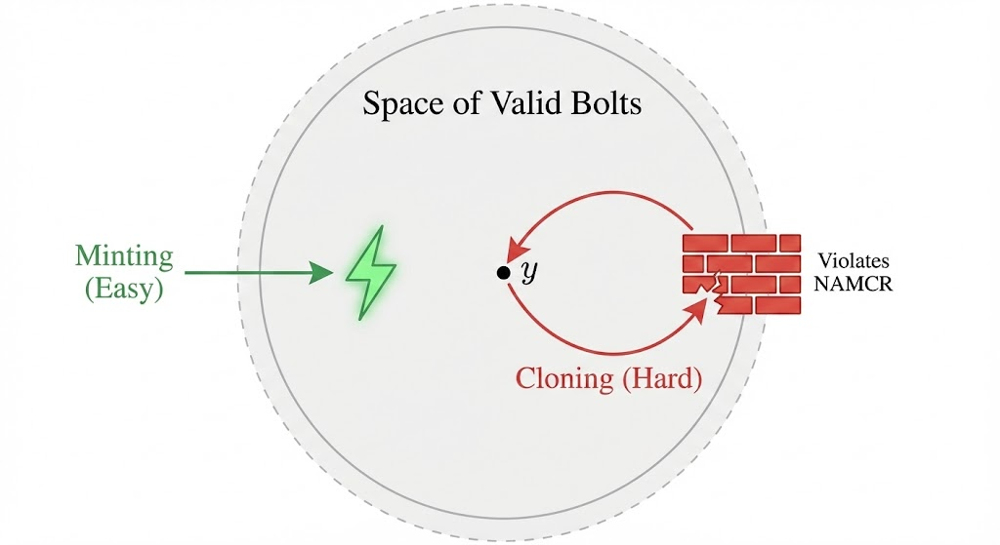 Space of Valid Bolts
Minting
(Easy)
y
Violates
NAMCR
Cloning (Hard)